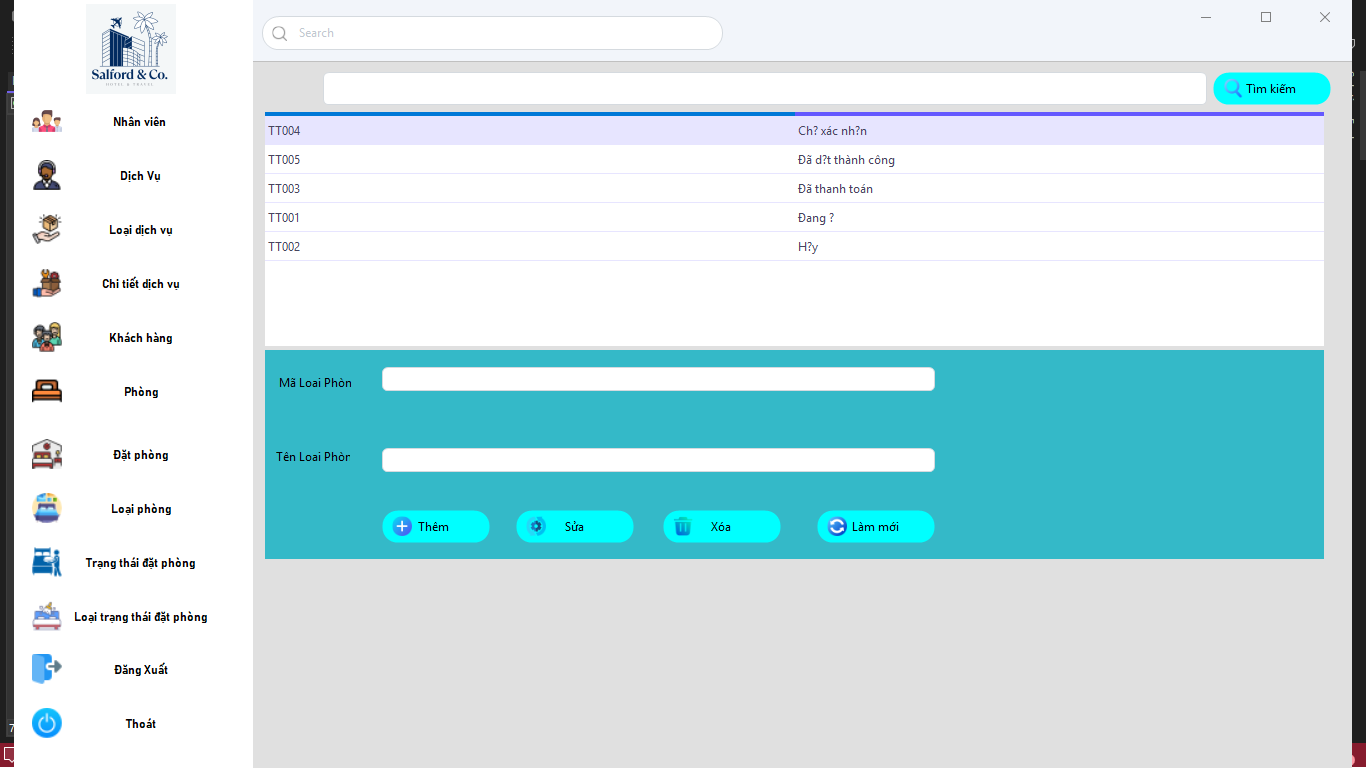 Salford & Co.
HOTEL & TRAVEL
Nhân viên
Dịch Vụ
Loại dịch vụ
Chi tiết dịch vụ
Khách hàng
Phòng
Đặt phòng
Loại phòng
Trạng thái đặt phòng
Loại trạng thái đặt phòng
Đăng Xuất
Thoát
Search
Tìm kiếm
TT004 Ch? xác nh?n
TT005 Đã d?t thành công
TT003 Đã thanh toán
TT001 Đang ?
TT002 H?y
Mã Loai Phòn
Tên Loai Phòr
Thêm Sửa Xóa Làm mới